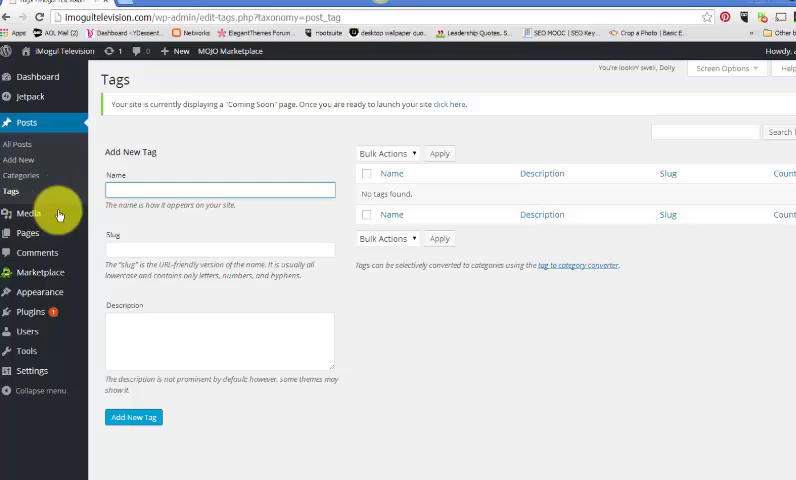 imogultelevision.com/wp-admin/edit-tags.php?taxonomy=post_tag
Apps AOL Mail (2) Dashboard ‹ YDessent... Networks ElegantThemes Forum... rootsuite desktop wallpaper quo... Leadership Quotes, S... SEO MOOC | SEO Key... Crop a Photo | Basic E... Other b
iMogul Television 1 0 + New MOJO Marketplace Howdy, a
You're lookin' swell, Dolly Screen Options Help
Dashboard
Jetpack
Posts
All Posts
Add New
Categories
Tags
Media
Pages
Comments
Marketplace
Appearance
Plugins 1
Users
Tools
Settings
Collapse menu
Tags
Your site is currently displaying a "Coming Soon" page. Once you are ready to launch your site click here.
Search
Add New Tag
Name
The name is how it appears on your site.
Slug
The "slug" is the URL-friendly version of the name. It is usually all
lowercase and contains only letters, numbers, and hyphens.
Description
The description is not prominent by default; however, some themes may
show it.
Add New Tag
Bulk Actions Apply
Name Description Slug Count
No tags found.
Name Description Slug Count
Bulk Actions Apply
Tags can be selectively converted to categories using the tag to category converter.